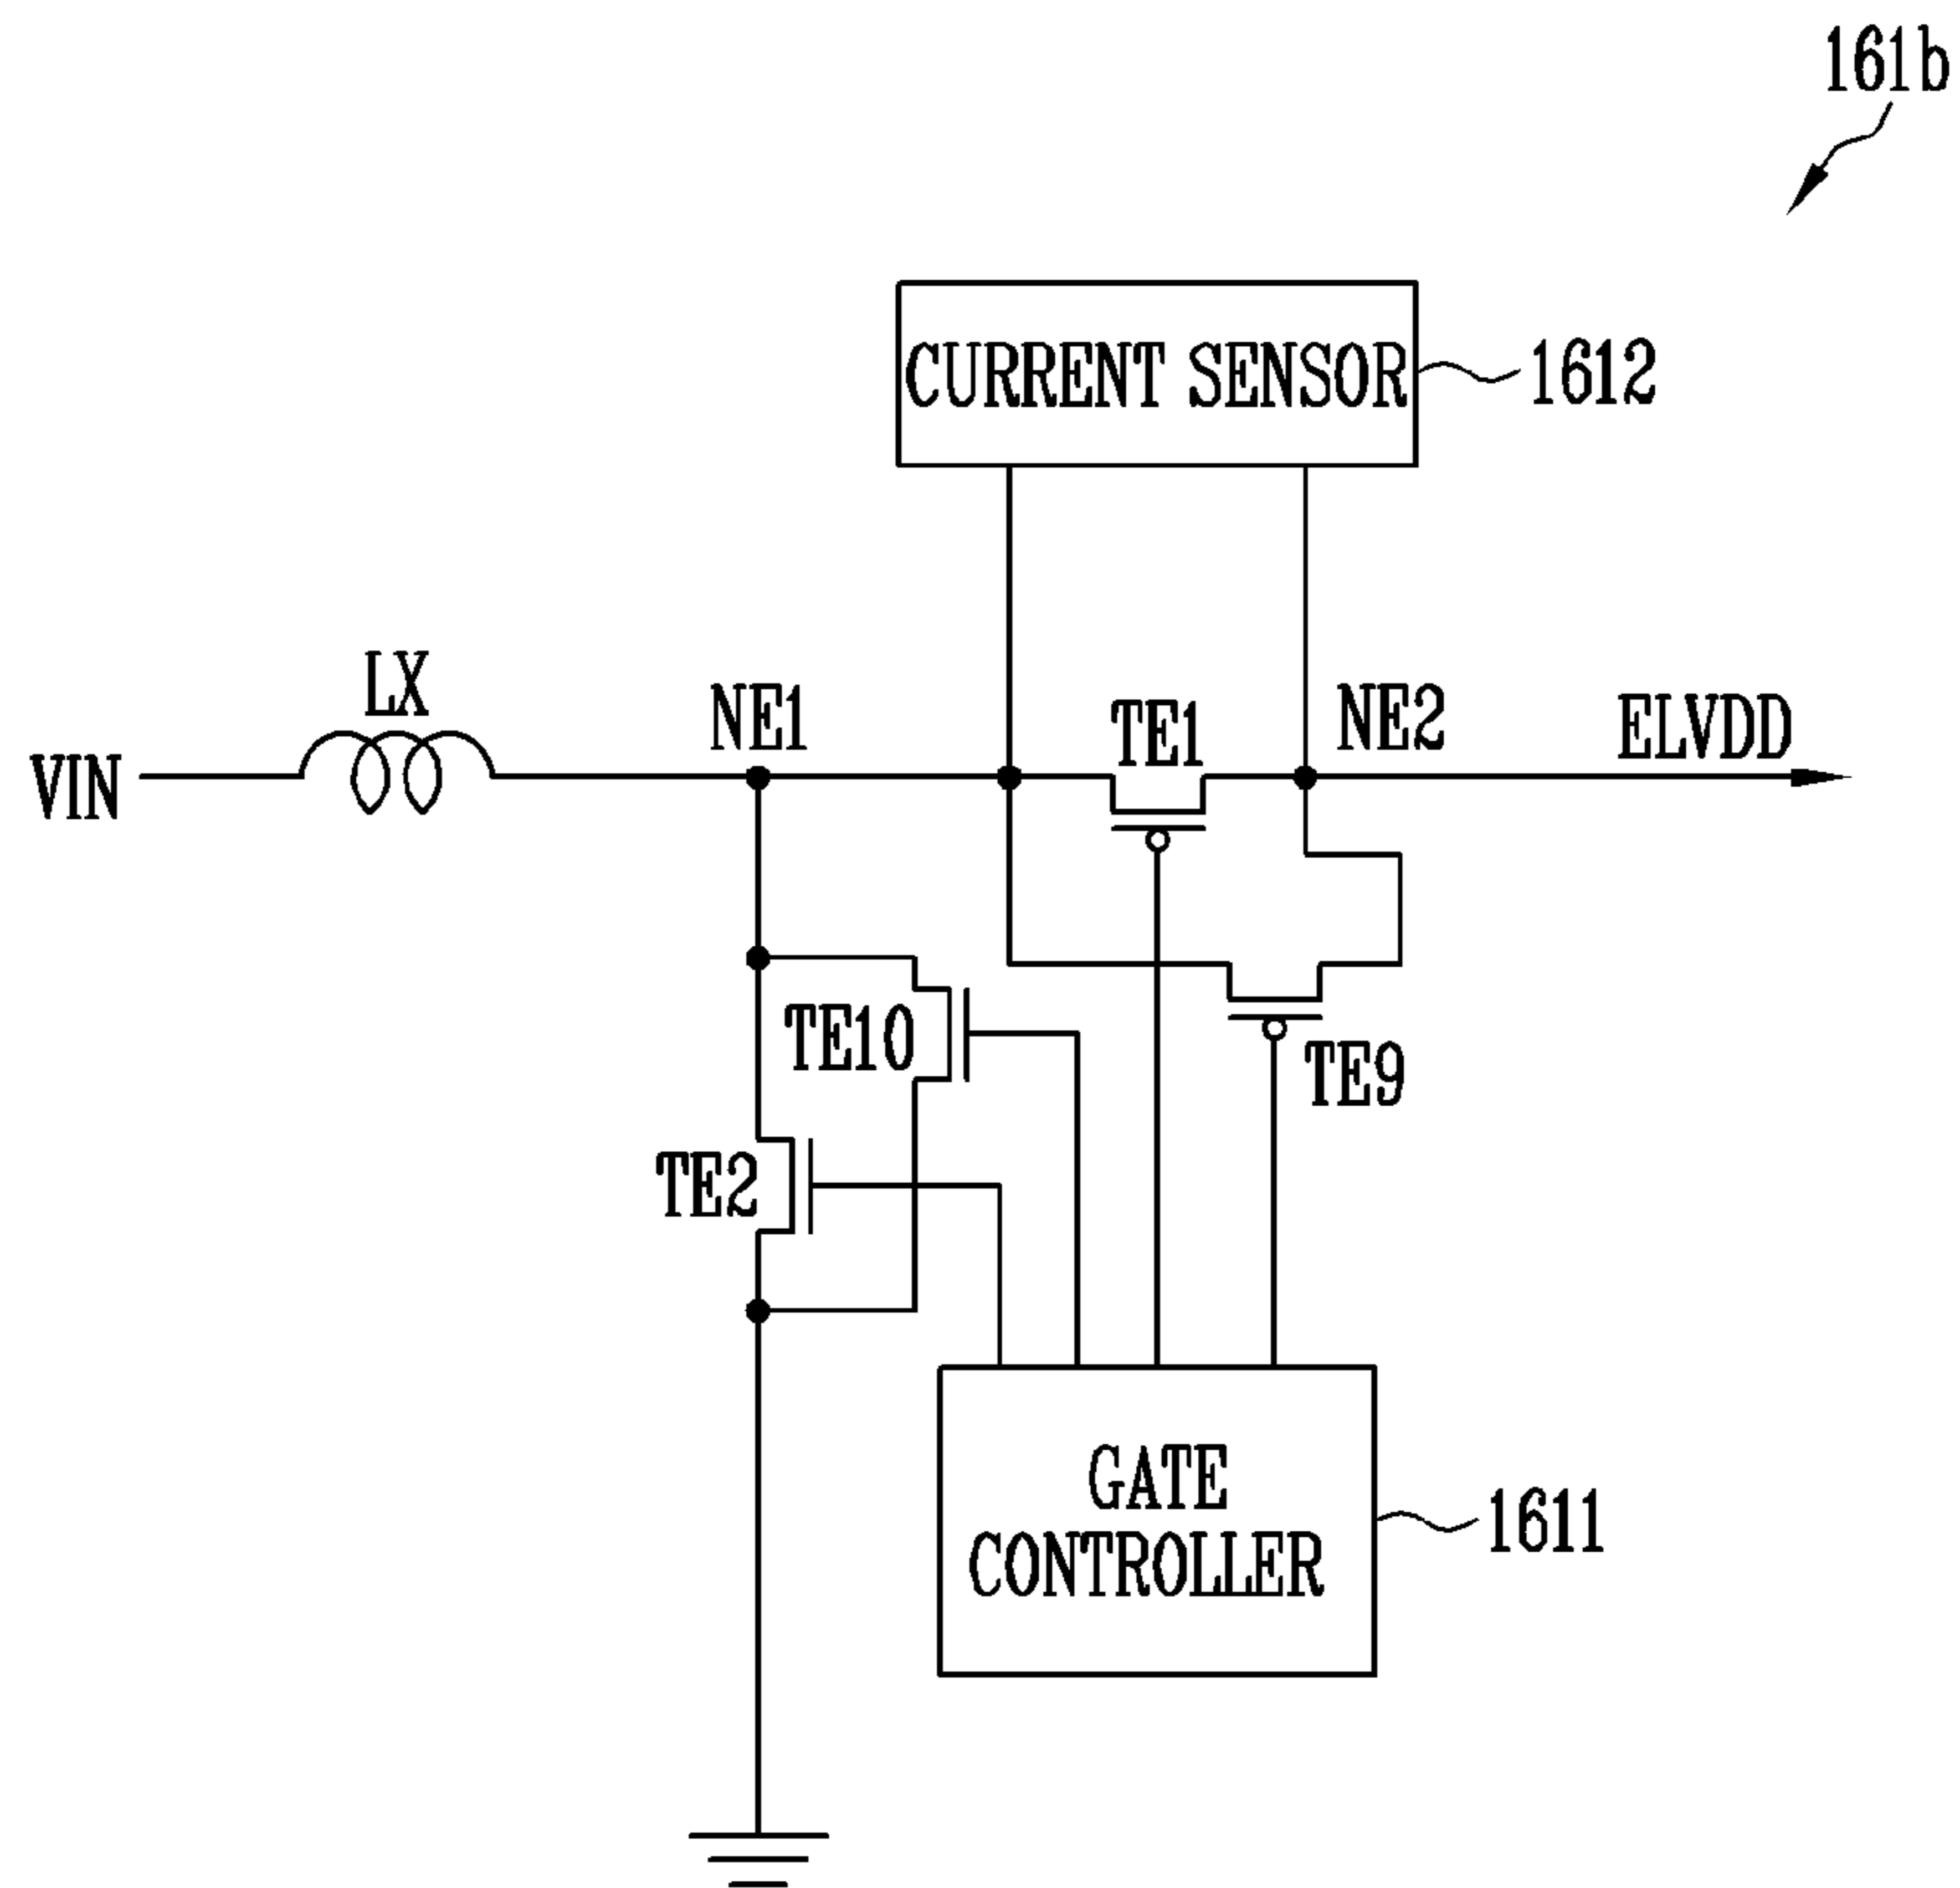 161b
CURRENT SENSOR
1612
LX
NE1
TE1
NE2
ELVDD
VIN
TE10
TE9
TE2
GATE
CONTROLLER
1611